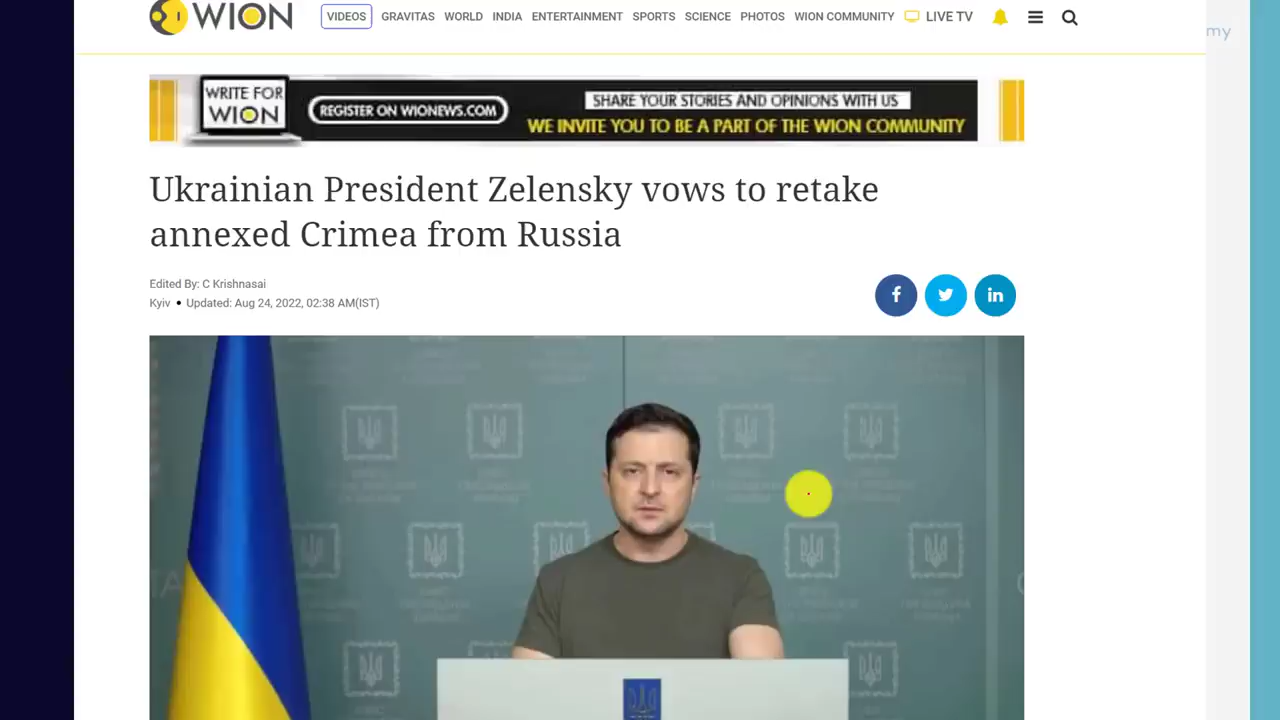 WION
VIDEOS GRAVITAS WORLD INDIA ENTERTAINMENT SPORTS SCIENCE PHOTOS WION COMMUNITY LIVE TV
my
WRITE FOR
WION
REGISTER ON WIONEWS.COM
SHARE YOUR STORIES AND OPINIONS WITH US
WE INVITE YOU TO BE A PART OF THE WION COMMUNITY
Ukrainian President Zelensky vows to retake
annexed Crimea from Russia
Edited By: C Krishnasai
Kyiv • Updated: Aug 24, 2022, 02:38 AM(IST)
f
in